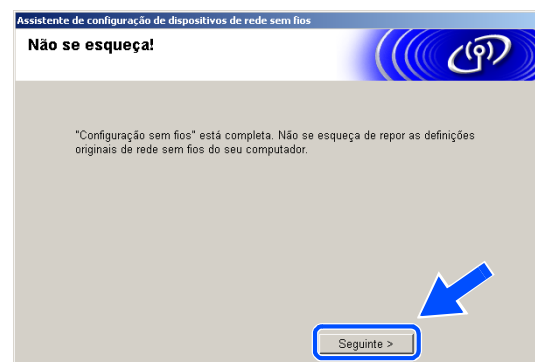 Assistente de configuração de dispositivos de rede sem fios
Não se esqueça!
"Configuração sem fios" está completa. Não se esqueça de repor as definições
originais de rede sem fios do seu computador.
Seguinte >